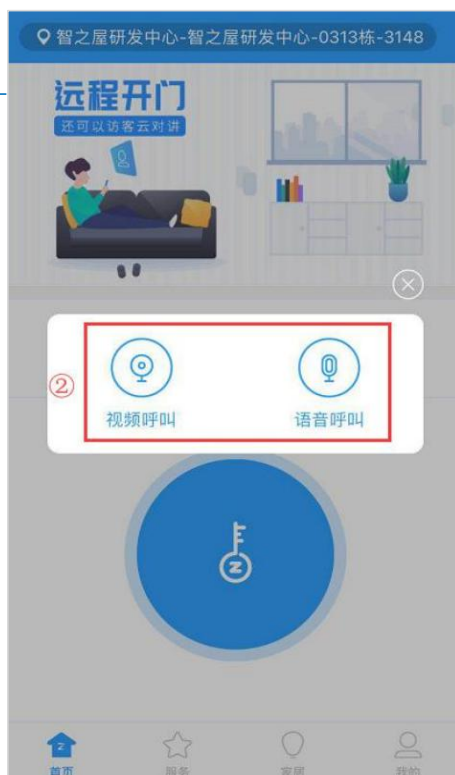 智之屋研发中心-智之屋研发中心-0313栋-3148
远程开门
还可以访客云对讲
②
视频呼叫
语音呼叫
z
z
首页
服务
家居
我的